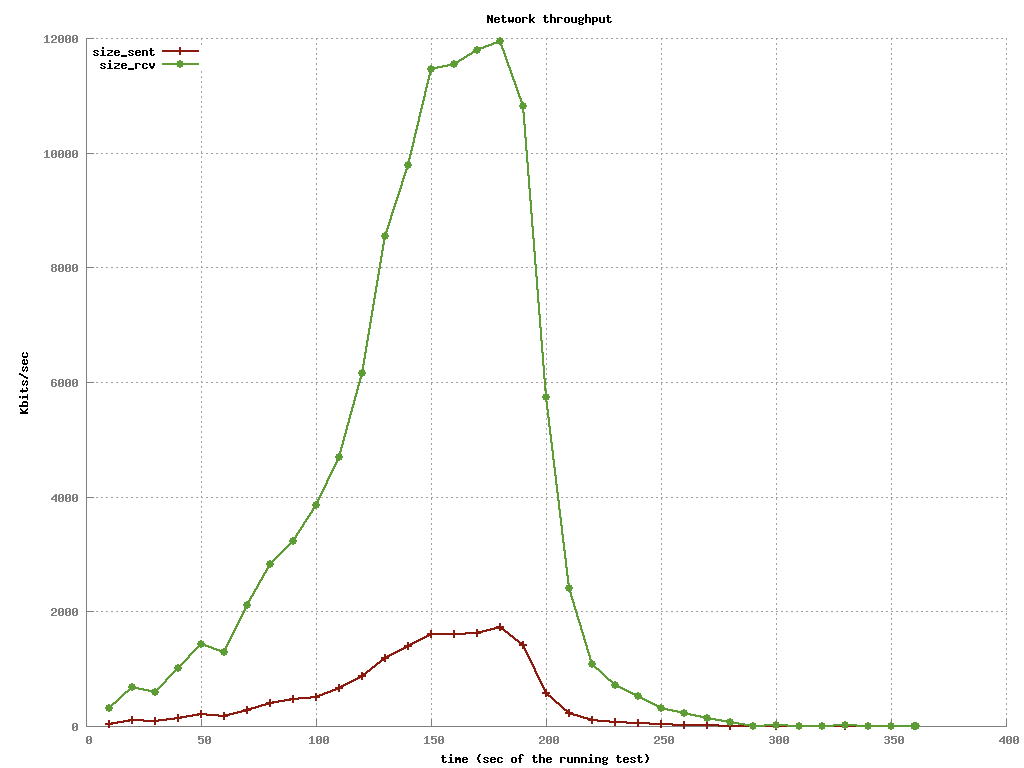 Network throughput
size_sent
size_rcv
12000
10000
8000
6000
4000
2000
0
Kbits/sec
0 50 100 150 200 250 300 350 400
time (sec of the running test)